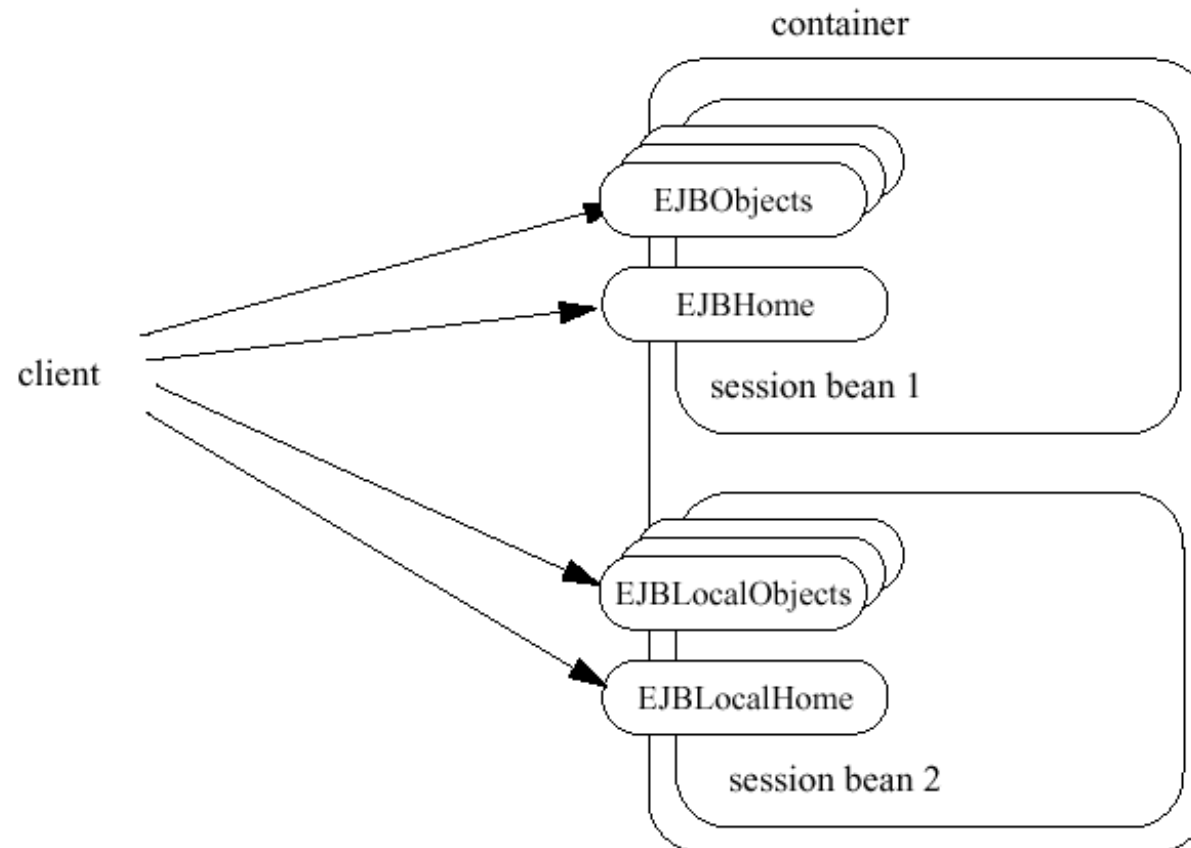 container
EJBObjects
EJBHome
client
session bean 1
EJBLocalObjects
EJBLocalHome
session bean 2